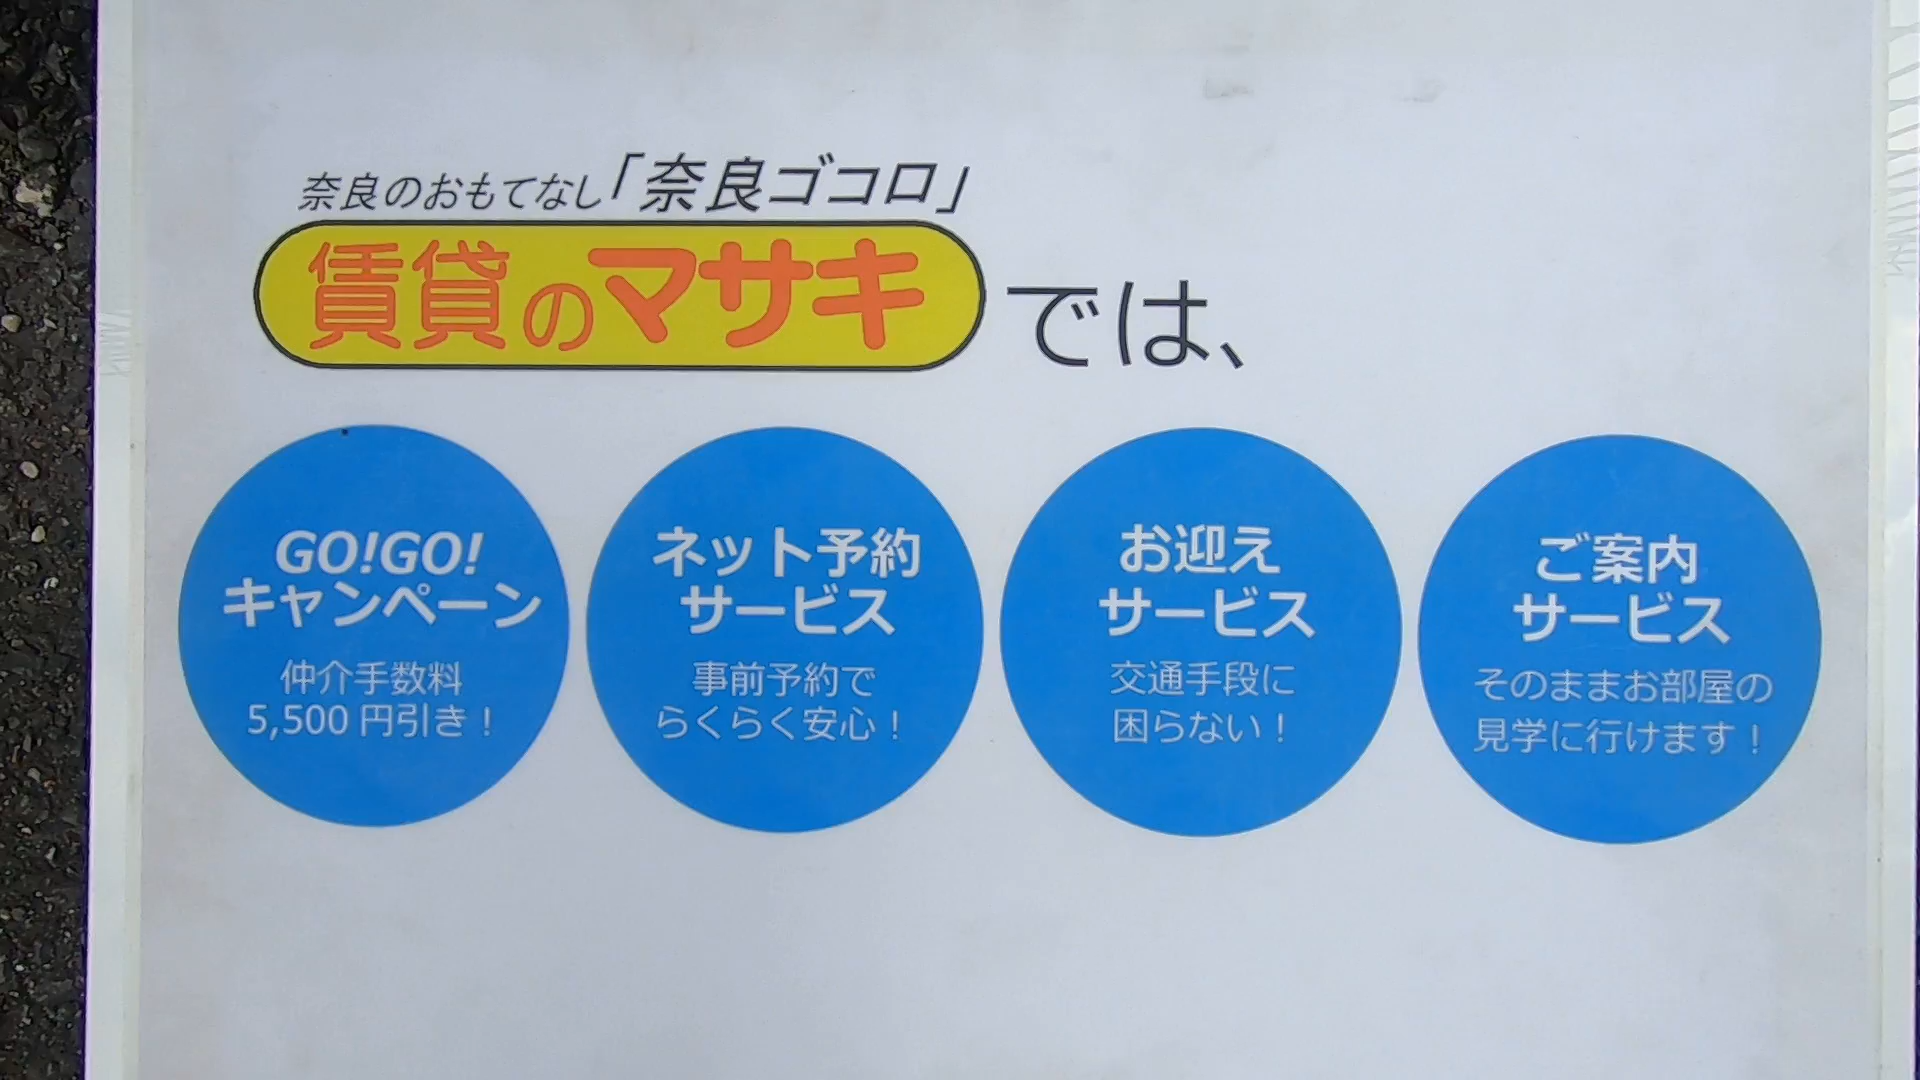 奈良のおもてなし「奈良ゴコロ」
賃貸のマサキでは、
GO!GO!
キャンペーン
仲介手数料
5,500円引き！
ネット予約
サービス
事前予約で
らくらく安心！
お迎え
サービス
交通手段に
困らない！
ご案内
サービス
そのままお部屋の
見学に行けます！